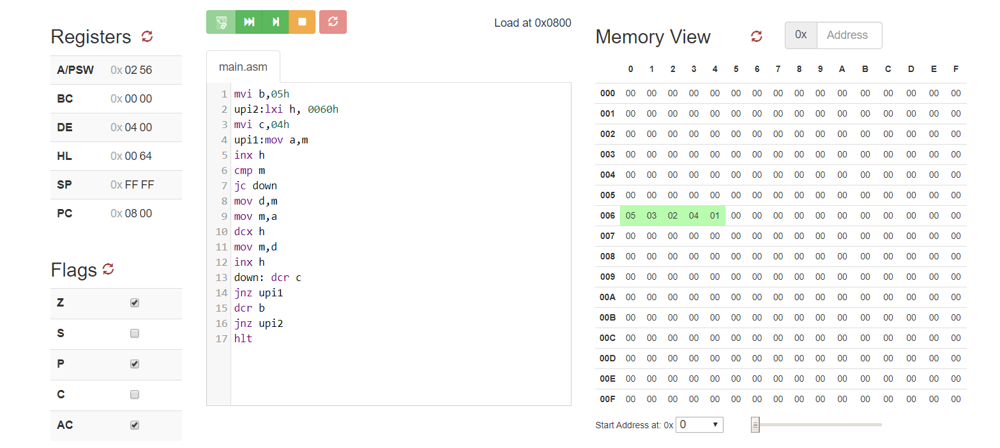 Registers
A/PSW 0x 02 56
BC 0x 00 00
DE 0x 04 00
HL 0x 00 64
SP 0x FF FF
PC 0x 08 00
Flags
Z
S
P
C
AC
Load at 0x0800
main.asm
1 mvi b,05h
2 upi2:lxi h, 0060h
3 mvi c,04h
4 upi1:mov a,m
5 inx h
6 cmp m
7 jc down
8 mov d,m
9 mov m,a
10 dcx h
11 mov m,d
12 inx h
13 down: dcr c
14 jnz upi1
15 dcr b
16 jnz upi2
17 hlt
Memory View 0x Address
0 1 2 3 4 5 6 7 8 9 A B C D E F
000 00 00 00 00 00 00 00 00 00 00 00 00 00 00 00 00
001 00 00 00 00 00 00 00 00 00 00 00 00 00 00 00 00
002 00 00 00 00 00 00 00 00 00 00 00 00 00 00 00 00
003 00 00 00 00 00 00 00 00 00 00 00 00 00 00 00 00
004 00 00 00 00 00 00 00 00 00 00 00 00 00 00 00 00
005 00 00 00 00 00 00 00 00 00 00 00 00 00 00 00 00
006 05 03 02 04 01 00 00 00 00 00 00 00 00 00 00 00
007 00 00 00 00 00 00 00 00 00 00 00 00 00 00 00 00
008 00 00 00 00 00 00 00 00 00 00 00 00 00 00 00 00
009 00 00 00 00 00 00 00 00 00 00 00 00 00 00 00 00
00A 00 00 00 00 00 00 00 00 00 00 00 00 00 00 00 00
00B 00 00 00 00 00 00 00 00 00 00 00 00 00 00 00 00
00C 00 00 00 00 00 00 00 00 00 00 00 00 00 00 00 00
00D 00 00 00 00 00 00 00 00 00 00 00 00 00 00 00 00
00E 00 00 00 00 00 00 00 00 00 00 00 00 00 00 00 00
00F 00 00 00 00 00 00 00 00 00 00 00 00 00 00 00 00
Start Address at: 0x 0